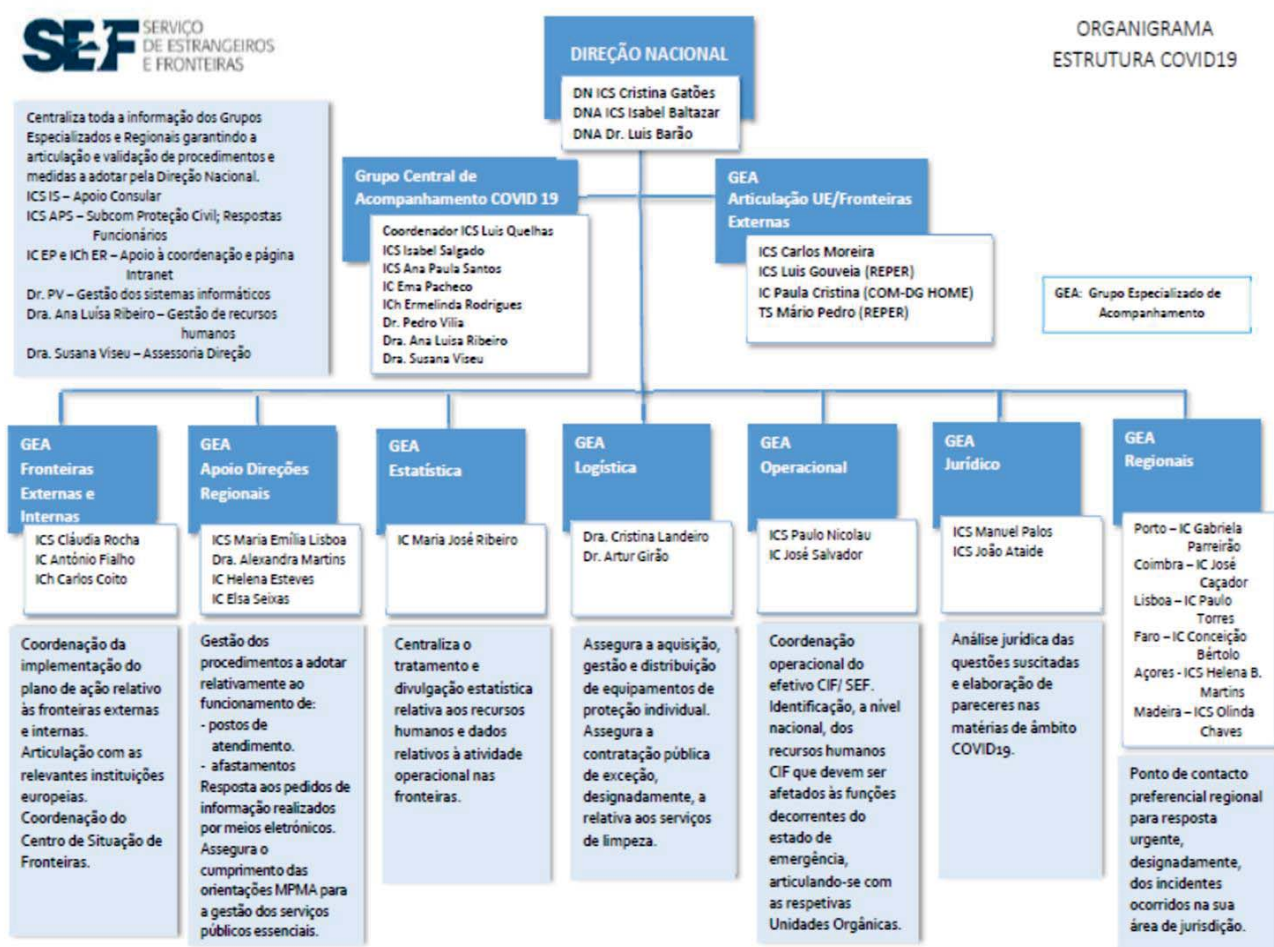 SEF SERVIÇO
DE ESTRANGEIROS
E FRONTEIRAS
ORGANIGRAMA
ESTRUTURA COVID19
DIREÇÃO NACIONAL
DN ICS Cristina Gatões
DNA ICS Isabel Baltazar
DNA Dr. Luis Barão
Centraliza toda a informação dos Grupos
Especializados e Regionais garantindo a
articulação e validação de procedimentos e
medidas a adotar pela Direção Nacional.
ICS IS – Apoio Consular
ICS APS – Subcom Proteção Civil; Respostas
Funcionários
IC EP e ICh ER – Apoio à coordenação e página
Intranet
Dr. PV – Gestão dos sistemas informáticos
Dra. Ana Luísa Ribeiro – Gestão de recursos
humanos
Dra. Susana Viseu – Assessoria Direção
Grupo Central de
Acompanhamento COVID 19
Coordenador ICS Luis Quelhas
ICS Isabel Salgado
ICS Ana Paula Santos
IC Ema Pacheco
ICh Ermelinda Rodrigues
Dr. Pedro Vilia
Dra. Ana Luisa Ribeiro
Dra. Susana Viseu
GEA
Articulação UE/Fronteiras
Externas
ICS Carlos Moreira
ICS Luis Gouveia (REPER)
IC Paula Cristina (COM-DG HOME)
TS Mário Pedro (REPER)
GEA: Grupo Especializado de
Acompanhamento
GEA
Fronteiras
Externas e
Internas
ICS Cláudia Rocha
IC António Fialho
ICh Carlos Coito
Coordenação da
implementação do
plano de ação relativo
às fronteiras externas
e internas.
Articulação com as
relevantes instituições
europeias.
Coordenação do
Centro de Situação de
Fronteiras.
GEA
Apoio Direções
Regionais
ICS Maria Emília Lisboa
Dra. Alexandra Martins
IC Helena Esteves
IC Elsa Seixas
Gestão dos
procedimentos a adotar
relativamente ao
funcionamento de:
- postos de
atendimento.
- afastamentos
Resposta aos pedidos de
informação realizados
por meios eletrónicos.
Assegura o
cumprimento das
orientações MPMA para
a gestão dos serviços
públicos essenciais.
GEA
Estatística
IC Maria José Ribeiro
Centraliza o
tratamento e
divulgação estatística
relativa aos recursos
humanos e dados
relativos à atividade
operacional nas
fronteiras.
GEA
Logística
Dra. Cristina Landeiro
Dr. Artur Girão
Assegura a aquisição,
gestão e distribuição
de equipamentos de
proteção individual.
Assegura a
contratação pública
de exceção,
designadamente, a
relativa aos serviços
de limpeza.
GEA
Operacional
ICS Paulo Nicolau
IC José Salvador
Coordenação
operacional do
efetivo CIF/ SEF.
Identificação, a nível
nacional, dos
recursos humanos
CIF que devem ser
afetados às funções
decorrentes do
estado de
emergência,
articulando-se com
as respetivas
Unidades Orgânicas.
GEA
Jurídico
ICS Manuel Palos
ICS João Ataide
Análise jurídica das
questões suscitadas
e elaboração de
pareceres nas
matérias de âmbito
COVID19.
GEA
Regionais
Porto – IC Gabriela
Parreirão
Coimbra – IC José
Caçador
Lisboa – IC Paulo
Torres
Faro – IC Conceição
Bértolo
Açores - ICS Helena B.
Martins
Madeira – ICS Olinda
Chaves
Ponto de contacto
preferencial regional
para resposta
urgente,
designadamente,
dos incidentes
ocorridos na sua
área de jurisdição.